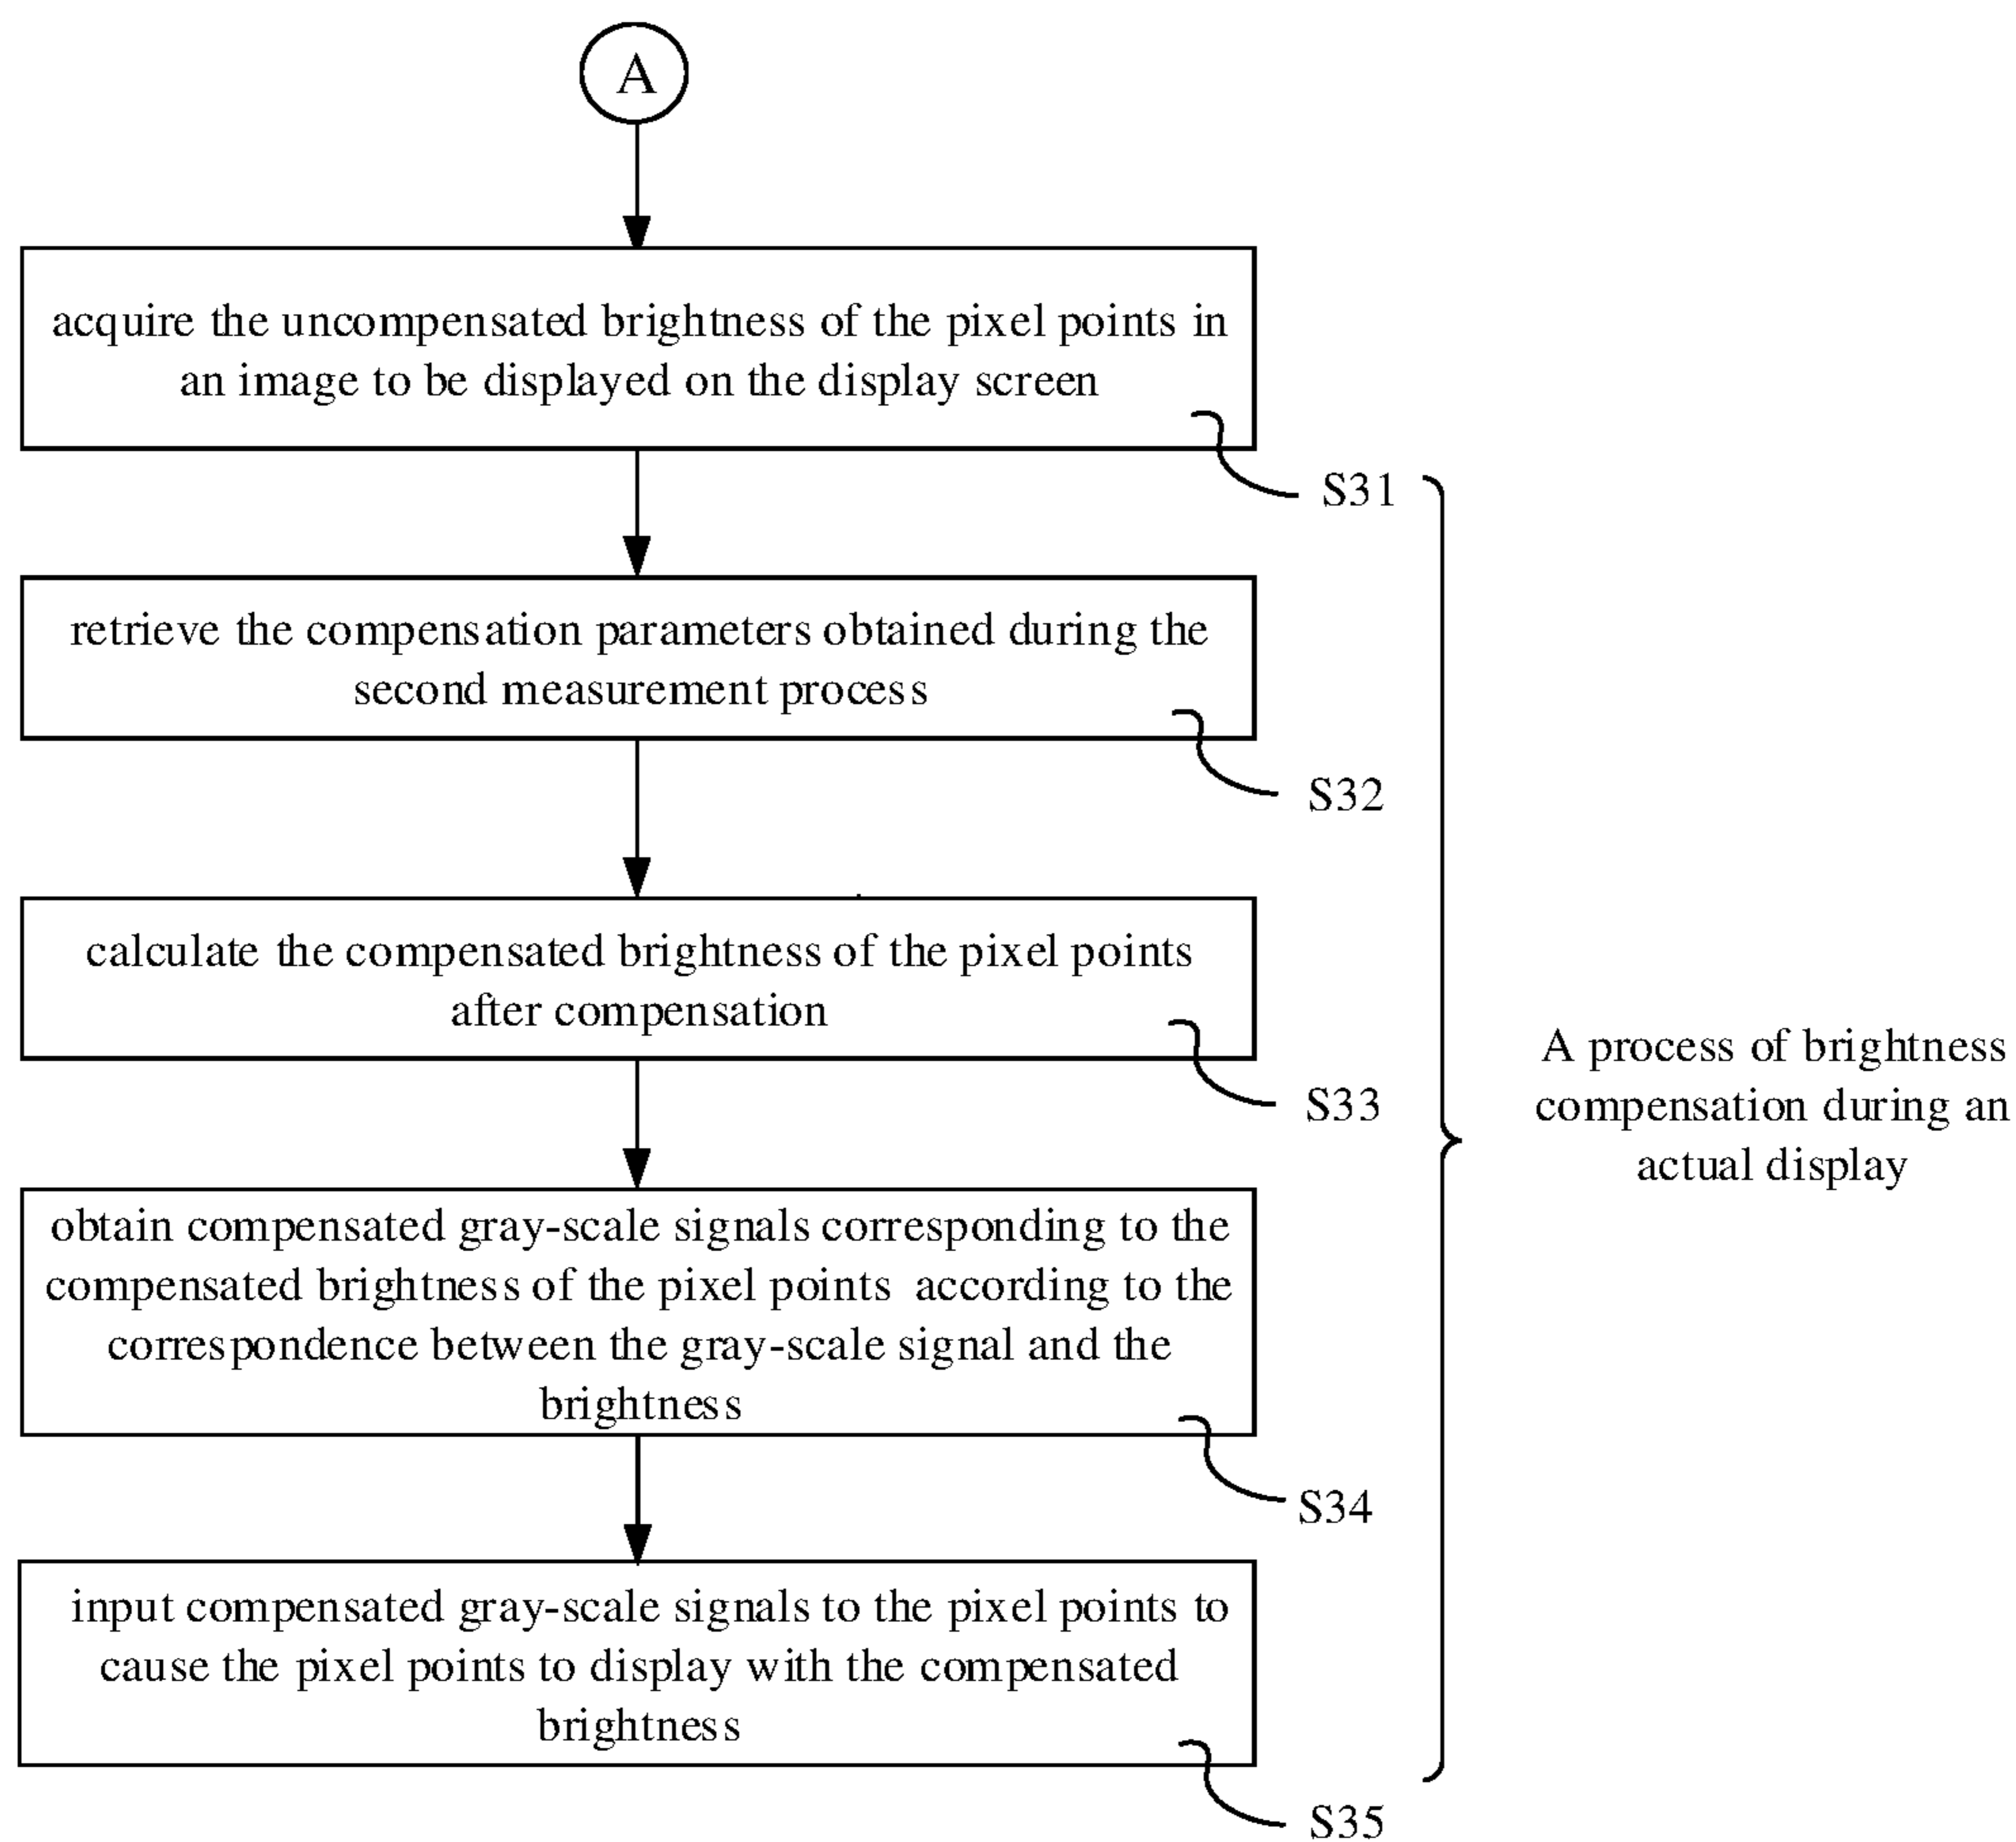 A
acquire the uncompensated brightness of the pixel points in
an image to be displayed on the display screen
S31
retrieve the compensation parameters obtained during the
second measurement process
S32
calculate the compensated brightness of the pixel points
after compensation
S33
A process of brightness
compensation during an
actual display
obtain compensated gray-scale signals corresponding to the
compensated brightness of the pixel points according to the
correspondence between the gray-scale signal and the
brightness
S34
input compensated gray-scale signals to the pixel points to
cause the pixel points to display with the compensated
brightness
S35